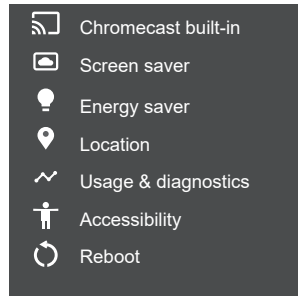 Chromecast built-in
Screen saver
Energy saver
Location
Usage & diagnostics
Accessibility
Reboot